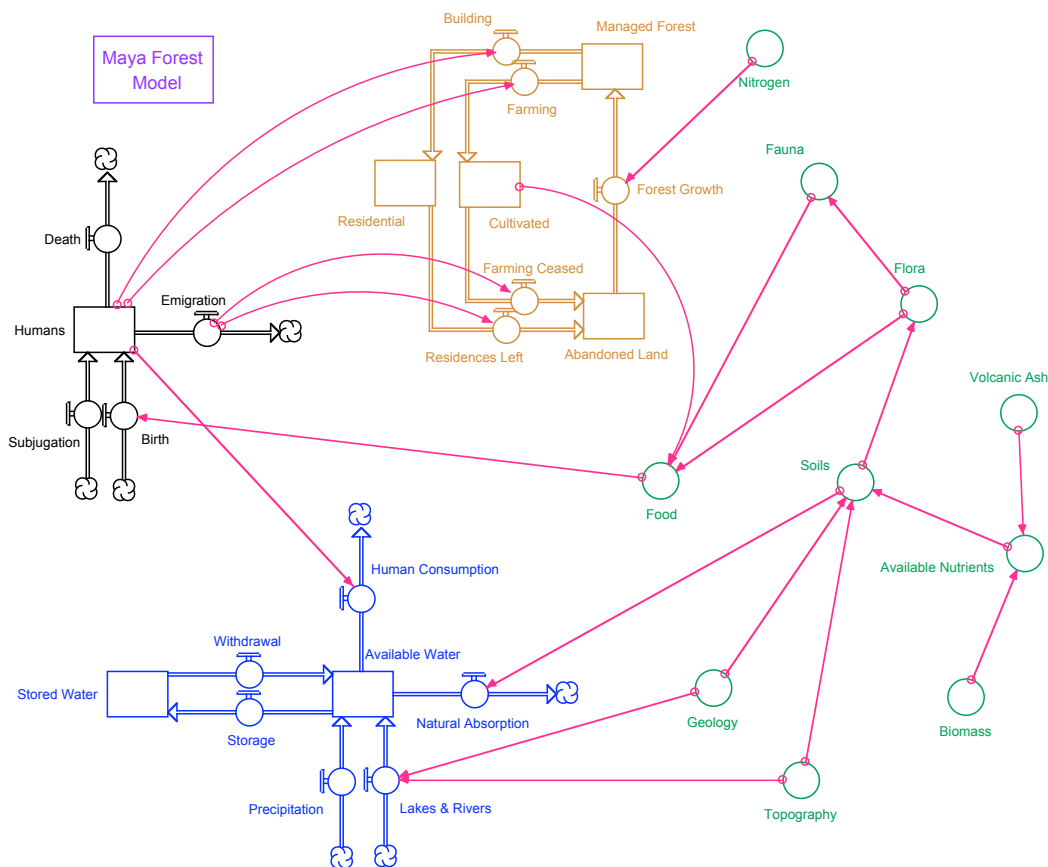 Building
Managed Forest
Maya Forest
Model
Nitrogen
Farming
Fauna
Forest Growth
Residential
Cultivated
Death
Farming Ceased
Flora
Emigration
Humans
Residences Left
Abandoned Land
Volcanic Ash
Subjugation
Birth
Soils
Food
Available Nutrients
Human Consumption
Withdrawal
Available Water
Stored Water
Natural Absorption
Geology
Biomass
Storage
Precipitation
Lakes & Rivers
Topography